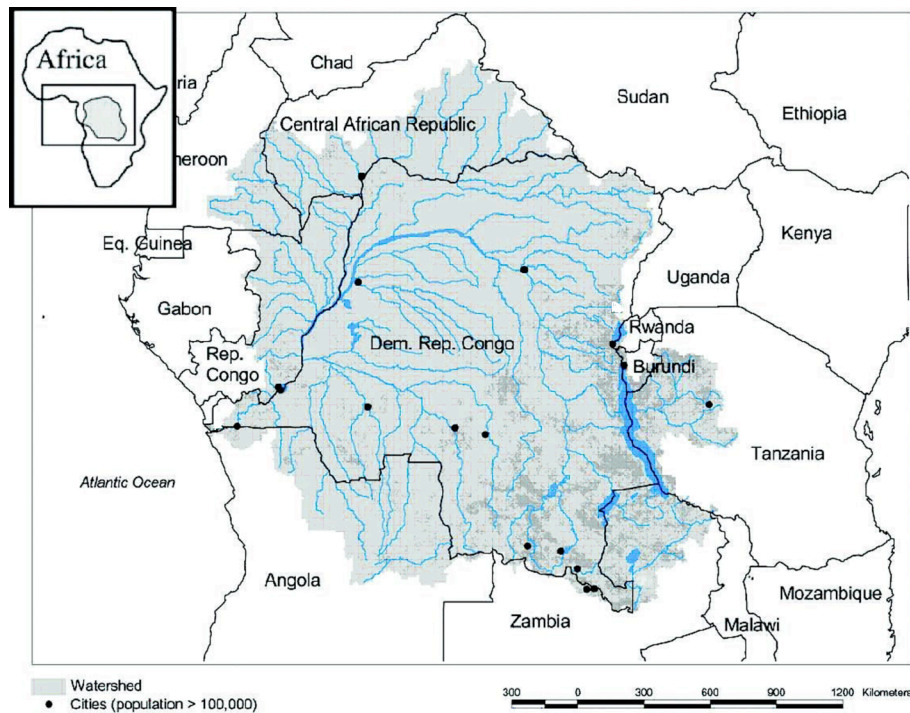 Africa
Chad
ria
Sudan
Ethiopia
Central African Republic
meroon
Eq. Guinea
Kenya
Uganda
Gabon
Rwanda
Dem. Rep. Congo
Rep.
Congo
Burundi
Tanzania
Atlantic Ocean
Angola
Mozambique
Zambia
Malawi
Watershed
Cities (population > 100,000)
300 0 300 600 900 1200 Kilometers